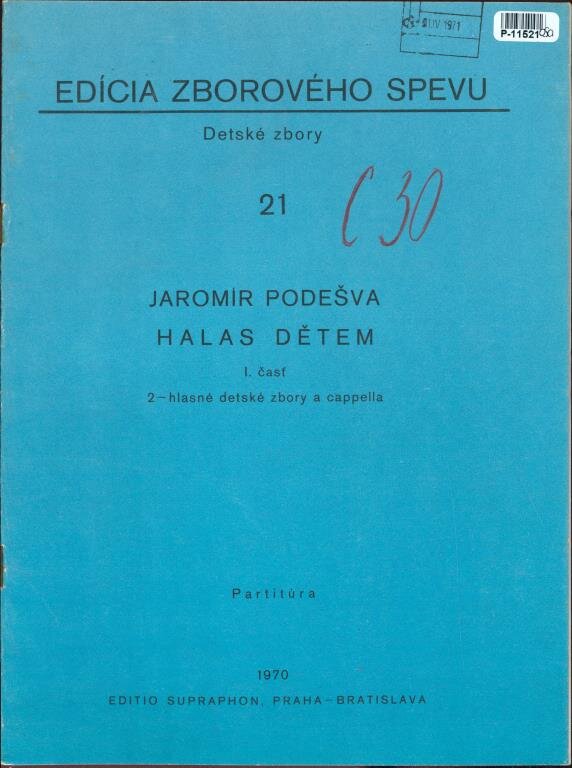 P-11521
EDÍCIA ZBOROVÉHO SPEVU
Detské zbory
21
C 30
JAROMÍR PODEŠVA
HALAS DĚTEM
I. časť
2-hlasné detské zbory a cappella
Partitúra
1970
EDITIO SUPRAPHON, PRAHA-BRATISLAVA